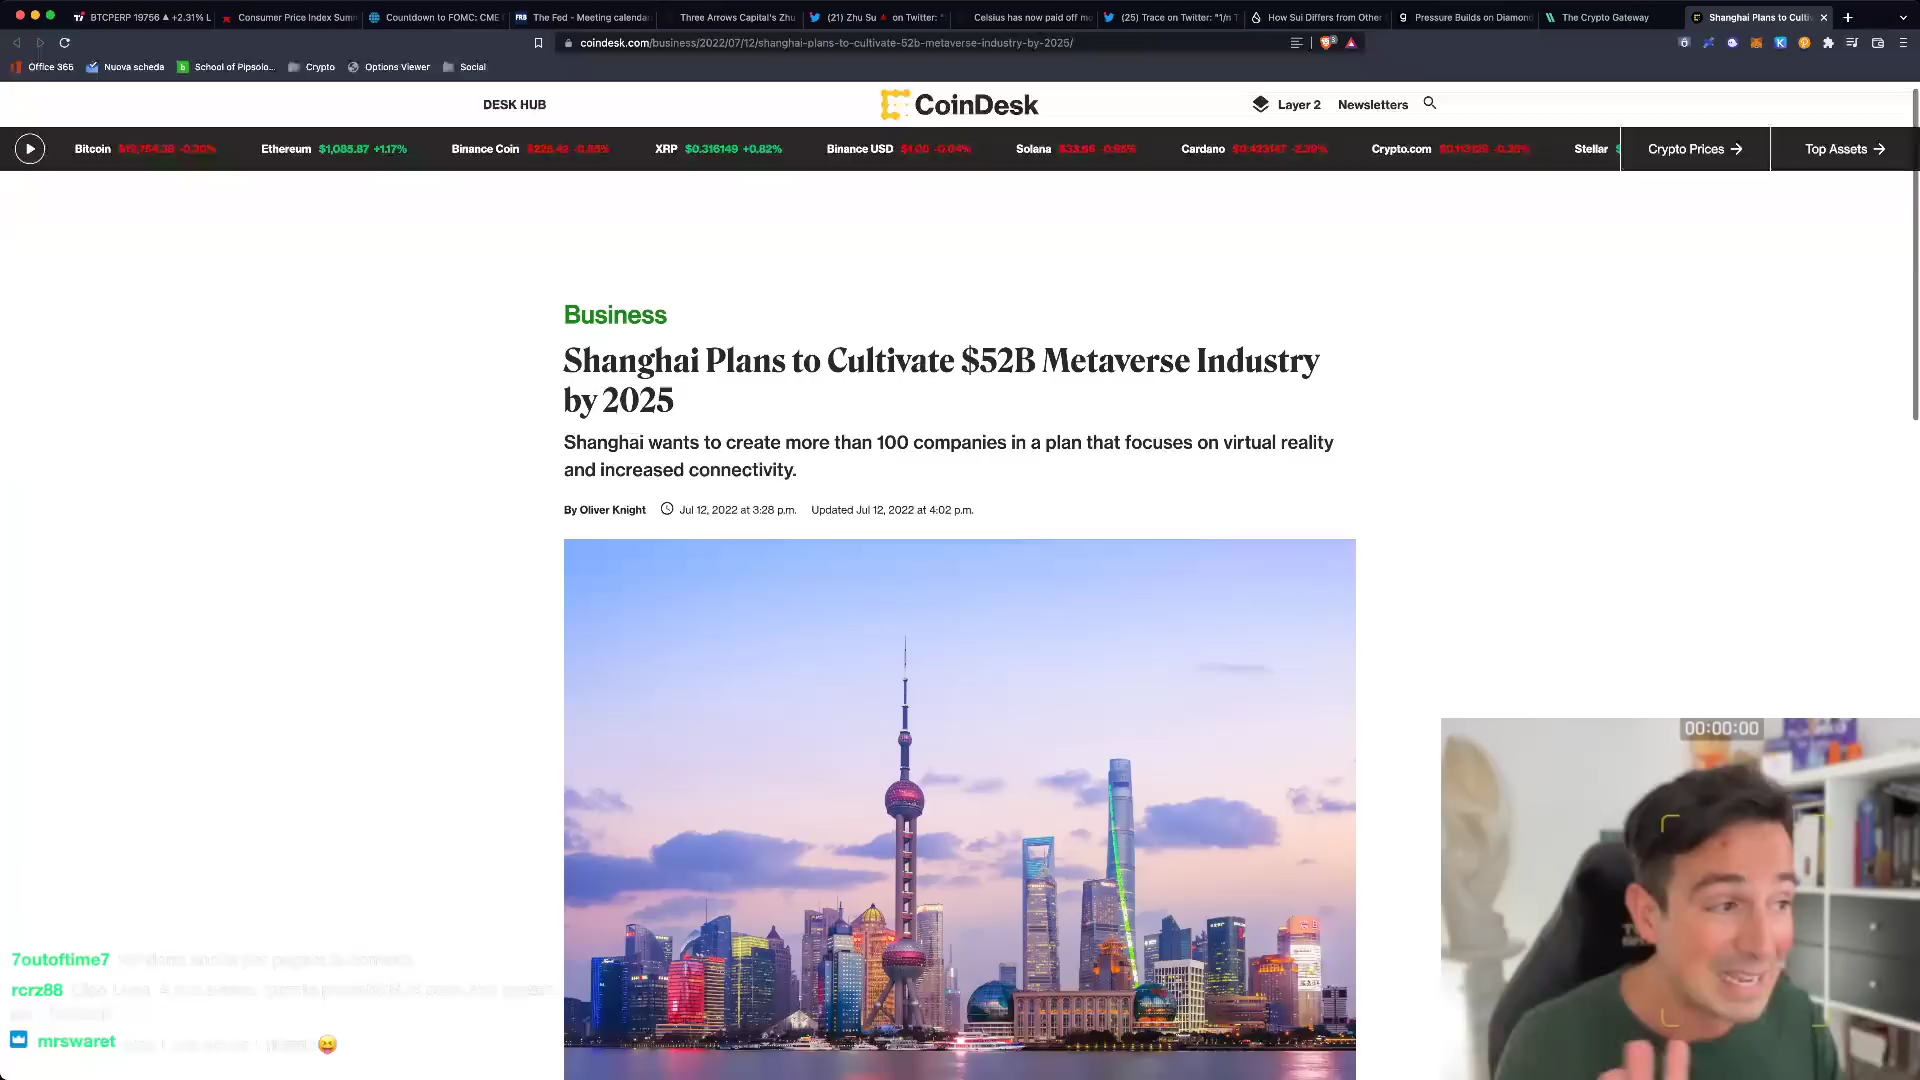 BTCPERP 19756 ▲ +2.31% L
Consumer Price Index Sum
Countdown to FOMC: CME
The Fed - Meeting calendar
Three Arrows Capital's Zhu
(21) Zhu Su 🔺 on Twitter: "
Celsius has now paid off mo
(25) Trace on Twitter: "1/n T
How Sui Differs from Other
Pressure Builds on Diamond
The Crypto Gateway
Shanghai Plans to Culti
coindesk.com/business/2022/07/12/shanghai-plans-to-cultivate-52b-metaverse-industry-by-2025/
Office 365
Nuova scheda
School of Pipsolo...
Crypto
Options Viewer
Social
DESK HUB
CoinDesk
Layer 2
Newsletters
Bitcoin
Ethereum $1,085.87 +1.17%
Binance Coin
XRP $0.316149 +0.82%
Binance USD
Solana
Cardano
Crypto.com
Stellar
Crypto Prices →
Top Assets →
Business
Shanghai Plans to Cultivate $52B Metaverse Industry
by 2025
Shanghai wants to create more than 100 companies in a plan that focuses on virtual reality
and increased connectivity.
By Oliver Knight
Jul 12, 2022 at 3:28 p.m.
Updated Jul 12, 2022 at 4:02 p.m.
00:00:00
7outoftime7
rcrz88
mrswaret